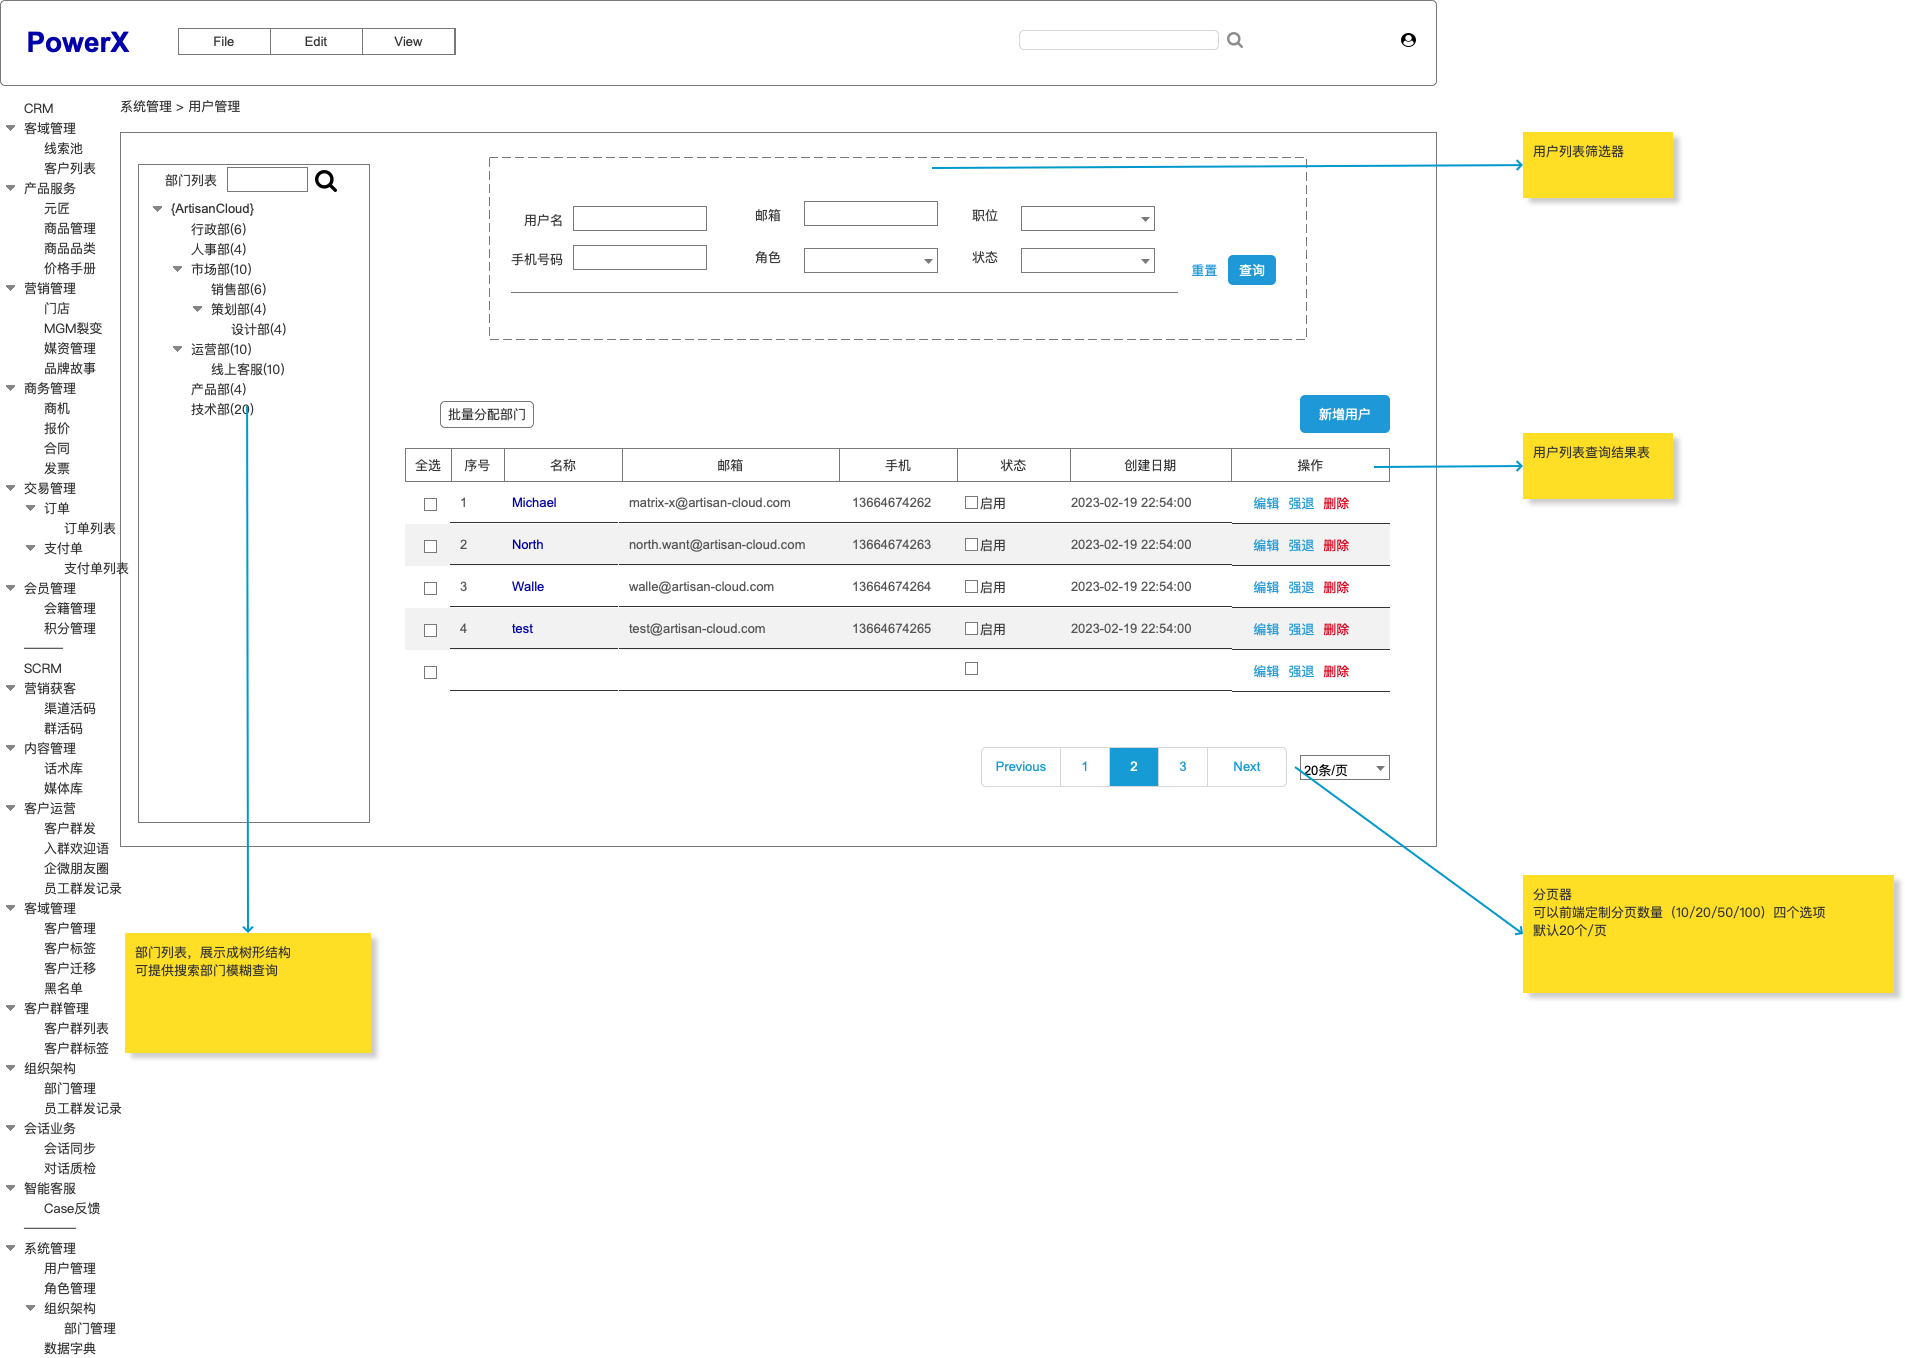 PowerX
File Edit View
CRM
客域管理
线索池
客户列表
产品服务
元匠
商品管理
商品品类
价格手册
营销管理
门店
MGM裂变
媒资管理
品牌故事
商务管理
商机
报价
合同
发票
交易管理
订单
订单列表
支付单
支付单列表
会员管理
会籍管理
积分管理
SCRM
营销获客
渠道活码
群活码
内容管理
话术库
媒体库
客户运营
客户群发
入群欢迎语
企微朋友圈
员工群发记录
客域管理
客户管理
客户标签
客户迁移
黑名单
客户群管理
客户群列表
客户群标签
组织架构
部门管理
员工群发记录
会话业务
会话同步
对话质检
智能客服
Case反馈
系统管理
用户管理
角色管理
组织架构
部门管理
数据字典
系统管理 > 用户管理
部门列表
{ArtisanCloud}
行政部(6)
人事部(4)
市场部(10)
销售部(6)
策划部(4)
设计部(4)
运营部(10)
线上客服(10)
产品部(4)
技术部(20)
用户名 邮箱 职位
手机号码 角色 状态
重置 查询
批量分配部门 新增用户
全选 序号 名称 邮箱 手机 状态 创建日期 操作
1 Michael matrix-x@artisan-cloud.com 13664674262 启用 2023-02-19 22:54:00 编辑 强退 删除
2 North north.want@artisan-cloud.com 13664674263 启用 2023-02-19 22:54:00 编辑 强退 删除
3 Walle walle@artisan-cloud.com 13664674264 启用 2023-02-19 22:54:00 编辑 强退 删除
4 test test@artisan-cloud.com 13664674265 启用 2023-02-19 22:54:00 编辑 强退 删除
编辑 强退 删除
Previous 1 2 3 Next 20条/页
用户列表筛选器
用户列表查询结果表
分页器
可以前端定制分页数量（10/20/50/100）四个选项
默认20个/页
部门列表，展示成树形结构
可提供搜索部门模糊查询